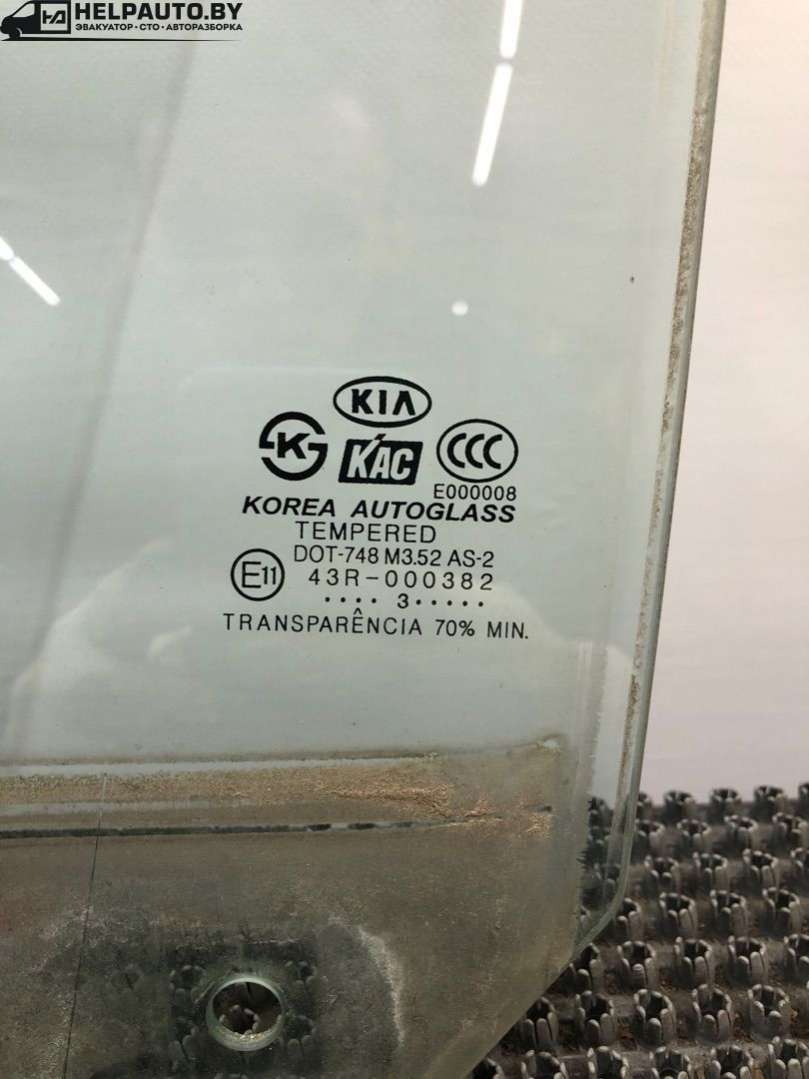 HELPAUTO.BY
ЭВАКУАТОР•СТО•АВТОРАЗБОРКА
KIA
K
KAC
CCC
E000008
KOREA AUTOGLASS
TEMPERED
DOT-748 M3.52 AS-2
E11
43R-000382
···· 3 ·····
TRANSPARÊNCIA 70% MIN.